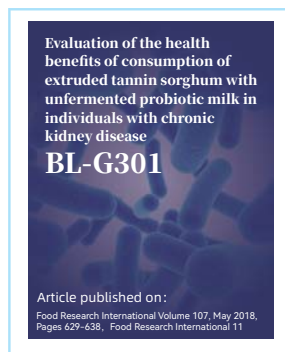 Evaluation of the health
benefits of consumption of
extruded tannin sorghum with
unfermented probiotic milk in
individuals with chronic
kidney disease
BL-G301
Article published on:
Food Research International Volume 107, May 2018,
Pages 629-638, Food Research International 11